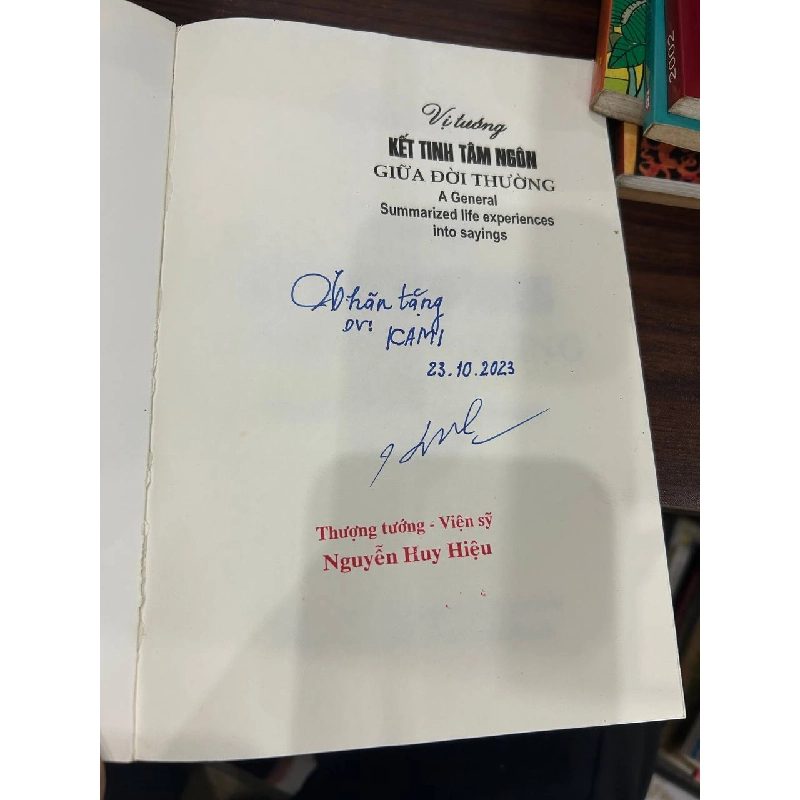 Vị tướng
KẾT TINH TÂM NGÔN
GIỮA ĐỜI THƯỜNG
A General
Summarized life experiences
into sayings
tặng
KAMI
23.10.2023
Thượng tướng - Viện sỹ
Nguyễn Huy Hiệu
2002